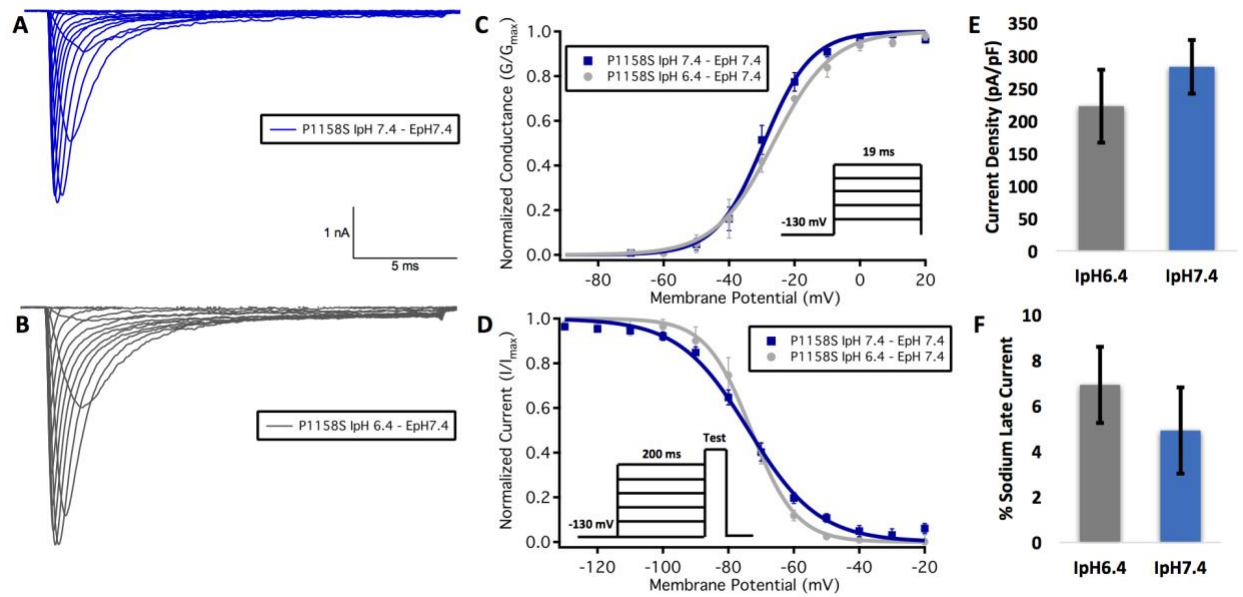 A
P1158S IpH 7.4 - EpH7.4
1 nA
5 ms
B
P1158S IpH 6.4 - EpH7.4
C
Normalized Conductance (G/Gmax)
1.0
0.8
0.6
0.4
0.2
0.0
P1158S IpH 7.4 - EpH 7.4
P1158S IpH 6.4 - EpH 7.4
19 ms
-130 mV
-80
-60
-40
-20
0
20
Membrane Potential (mV)
D
Normalized Current (I/Imax)
1.0
0.8
0.6
0.4
0.2
0.0
P1158S IpH 7.4 - EpH 7.4
P1158S IpH 6.4 - EpH 7.4
Test
200 ms
-130 mV
-120
-100
-80
-60
-40
-20
Membrane Potential (mV)
E
Current Density (pA/pF)
350
300
250
200
150
100
50
0
IpH6.4
IpH7.4
F
% Sodium Late Current
10
8
6
4
2
0
IpH6.4
IpH7.4